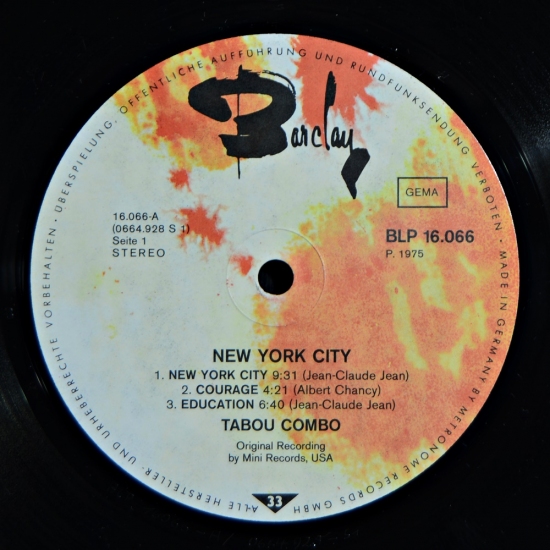 ALLE HERSTELLER- UND URHEBERRECHTE VORBEHALTEN · ÜBERSPIELUNG, ÖFFENTLICHE AUFFÜHRUNG UND RUNDFUNKSENDUNG VERBOTEN · MADE IN GERMANY BY METRONOME RECORDS GMBH
Barclay
GEMA
16.066-A
(0664.928 S 1)
Seite 1
STEREO
BLP 16.066
P. 1975
NEW YORK CITY
1. NEW YORK CITY 9:31 (Jean-Claude Jean)
2. COURAGE 4:21 (Albert Chancy)
3. EDUCATION 6:40 (Jean-Claude Jean)
TABOU COMBO
Original Recording
by Mini Records, USA
33